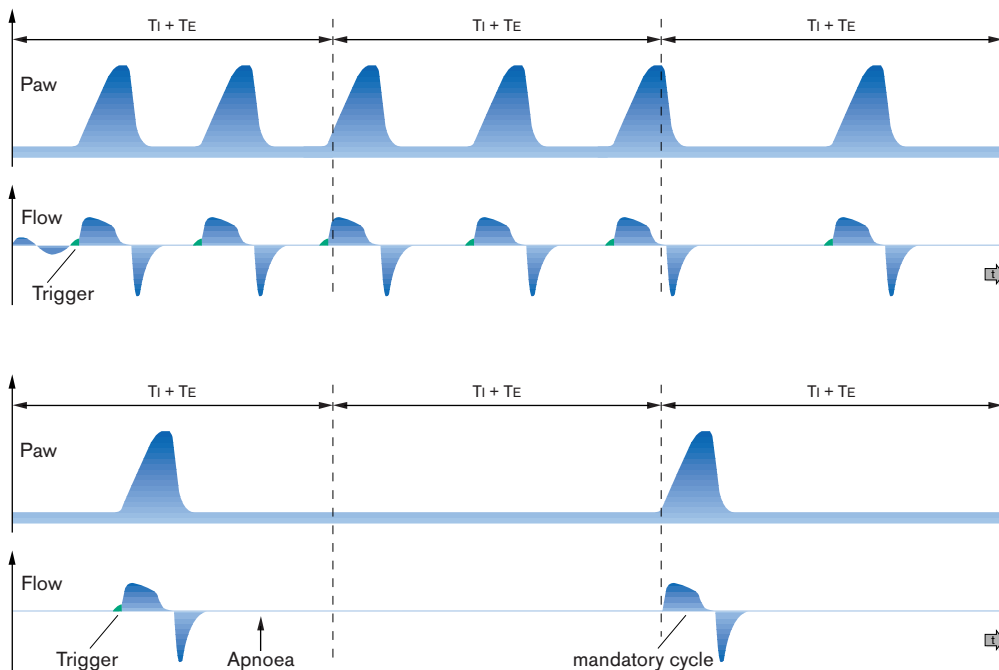 TI + TE TI + TE TI + TE
Paw
Flow
Trigger
t
TI + TE TI + TE TI + TE
Paw
Flow
Trigger Apnoea mandatory cycle
t